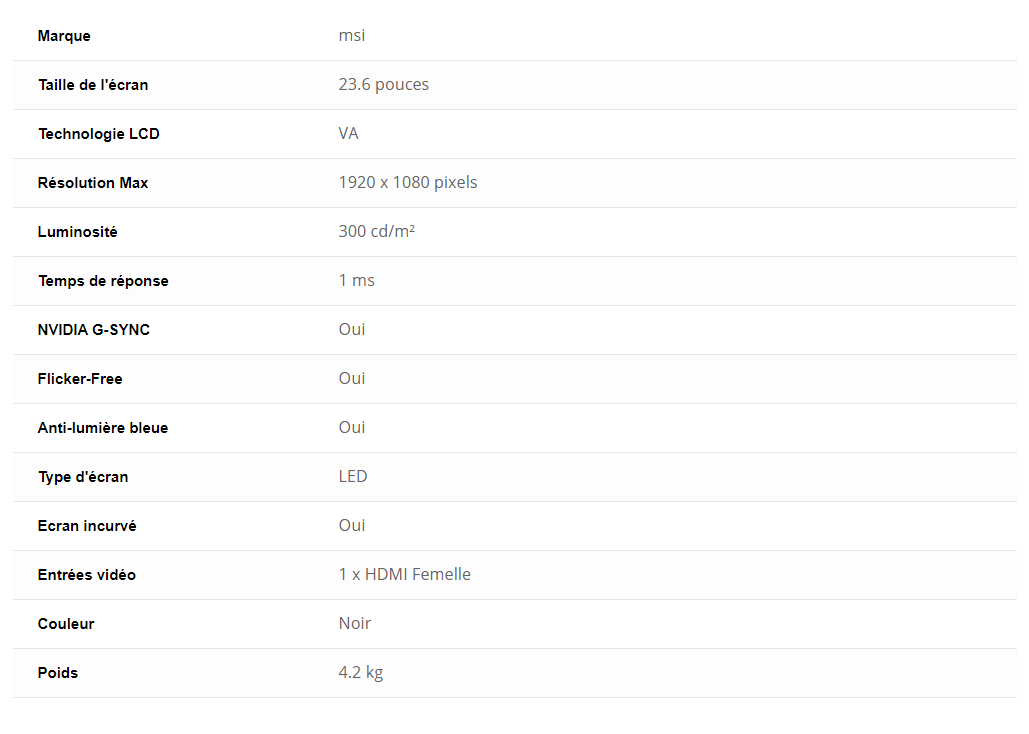 Marque msi
Taille de l'écran 23.6 pouces
Technologie LCD VA
Résolution Max 1920 x 1080 pixels
Luminosité 300 cd/m²
Temps de réponse 1 ms
NVIDIA G-SYNC Oui
Flicker-Free Oui
Anti-lumière bleue Oui
Type d'écran LED
Ecran incurvé Oui
Entrées vidéo 1 x HDMI Femelle
Couleur Noir
Poids 4.2 kg